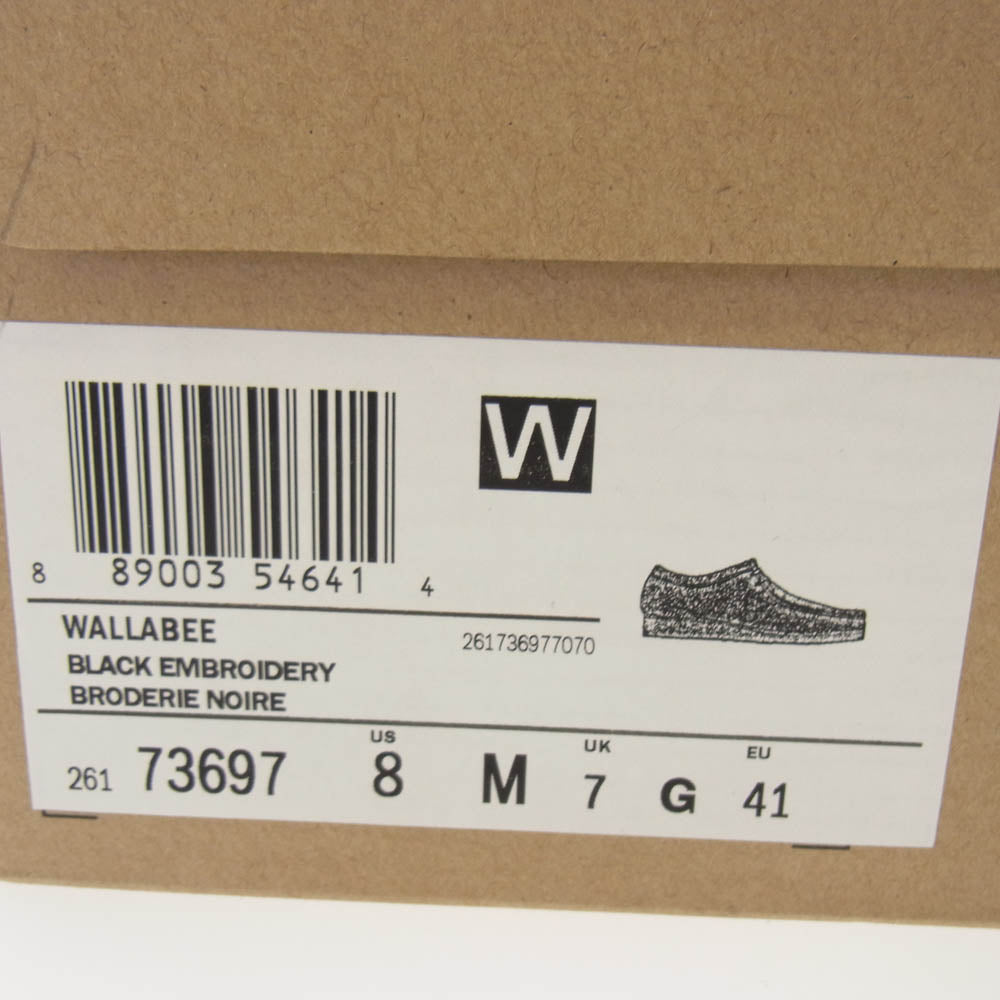 W
8 89003 54641 4
WALLABEE
261736977070
BLACK EMBROIDERY
BRODERIE NOIRE
US UK EU
261 73697 8 M 7 G 41